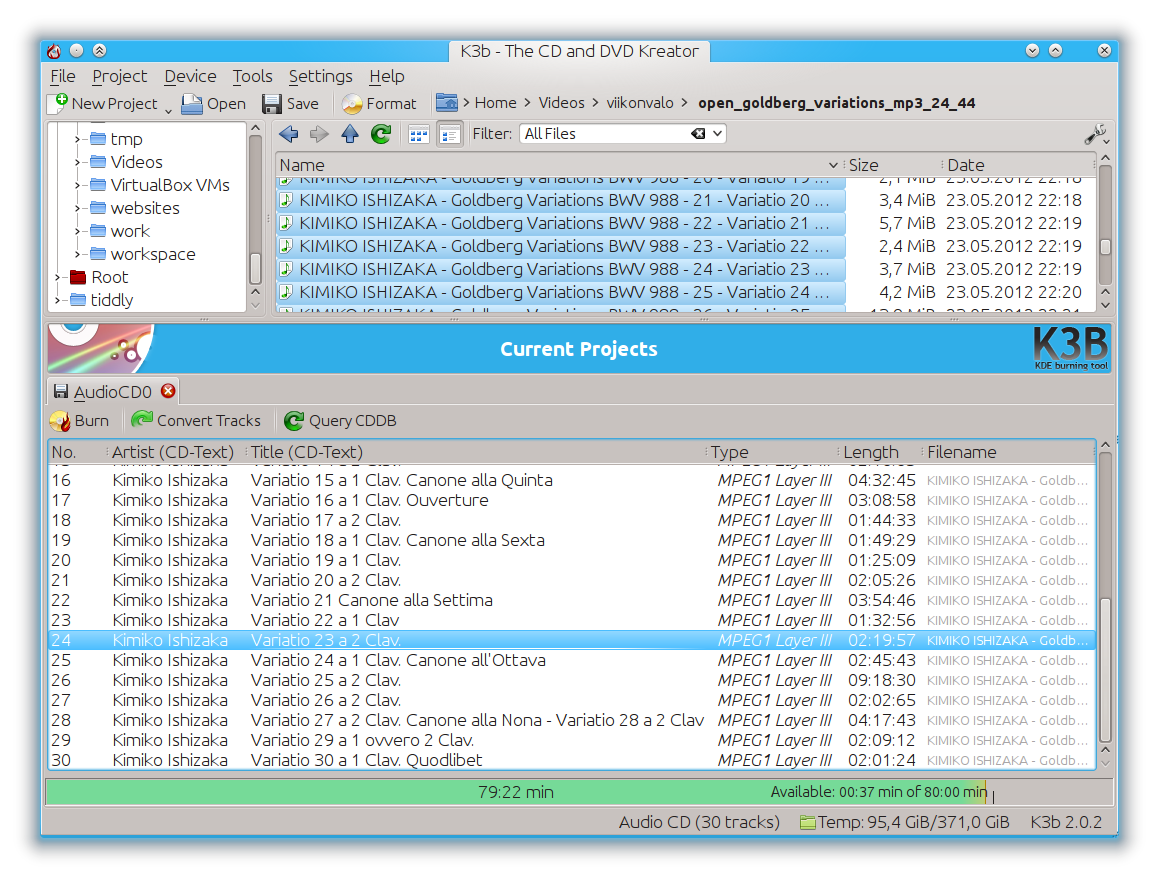 K3b - The CD and DVD Kreator
File Project Device Tools Settings Help
New Project Open Save Format > Home > Videos > viikonvalo > open_goldberg_variations_mp3_24_44
tmp
Videos
VirtualBox VMs
websites
work
workspace
Root
tiddly
Filter: All Files
Name Size Date
KIMIKO ISHIZAKA - Goldberg Variations BWV 988 - 20 - Variatio 19 ... 2,1 MiB 23.05.2012 22:18
KIMIKO ISHIZAKA - Goldberg Variations BWV 988 - 21 - Variatio 20 ... 3,4 MiB 23.05.2012 22:18
KIMIKO ISHIZAKA - Goldberg Variations BWV 988 - 22 - Variatio 21 ... 5,7 MiB 23.05.2012 22:19
KIMIKO ISHIZAKA - Goldberg Variations BWV 988 - 23 - Variatio 22 ... 2,4 MiB 23.05.2012 22:19
KIMIKO ISHIZAKA - Goldberg Variations BWV 988 - 24 - Variatio 23 ... 3,7 MiB 23.05.2012 22:19
KIMIKO ISHIZAKA - Goldberg Variations BWV 988 - 25 - Variatio 24 ... 4,2 MiB 23.05.2012 22:20
Current Projects
K3B
KDE burning tool
AudioCD0
Burn Convert Tracks Query CDDB
No. Artist (CD-Text) Title (CD-Text) Type Length Filename
16 Kimiko Ishizaka Variatio 15 a 1 Clav. Canone alla Quinta MPEG1 Layer III 04:32:45 KIMIKO ISHIZAKA - Goldb...
17 Kimiko Ishizaka Variatio 16 a 1 Clav. Ouverture MPEG1 Layer III 03:08:58 KIMIKO ISHIZAKA - Goldb...
18 Kimiko Ishizaka Variatio 17 a 2 Clav. MPEG1 Layer III 01:44:33 KIMIKO ISHIZAKA - Goldb...
19 Kimiko Ishizaka Variatio 18 a 1 Clav. Canone alla Sexta MPEG1 Layer III 01:49:29 KIMIKO ISHIZAKA - Goldb...
20 Kimiko Ishizaka Variatio 19 a 1 Clav. MPEG1 Layer III 01:25:09 KIMIKO ISHIZAKA - Goldb...
21 Kimiko Ishizaka Variatio 20 a 2 Clav. MPEG1 Layer III 02:05:26 KIMIKO ISHIZAKA - Goldb...
22 Kimiko Ishizaka Variatio 21 Canone alla Settima MPEG1 Layer III 03:54:46 KIMIKO ISHIZAKA - Goldb...
23 Kimiko Ishizaka Variatio 22 a 1 Clav MPEG1 Layer III 01:32:56 KIMIKO ISHIZAKA - Goldb...
24 Kimiko Ishizaka Variatio 23 a 2 Clav. MPEG1 Layer III 02:19:57 KIMIKO ISHIZAKA - Goldb...
25 Kimiko Ishizaka Variatio 24 a 1 Clav. Canone all'Ottava MPEG1 Layer III 02:45:43 KIMIKO ISHIZAKA - Goldb...
26 Kimiko Ishizaka Variatio 25 a 2 Clav. MPEG1 Layer III 09:18:30 KIMIKO ISHIZAKA - Goldb...
27 Kimiko Ishizaka Variatio 26 a 2 Clav. MPEG1 Layer III 02:02:65 KIMIKO ISHIZAKA - Goldb...
28 Kimiko Ishizaka Variatio 27 a 2 Clav. Canone alla Nona - Variatio 28 a 2 Clav MPEG1 Layer III 04:17:43 KIMIKO ISHIZAKA - Goldb...
29 Kimiko Ishizaka Variatio 29 a 1 ovvero 2 Clav. MPEG1 Layer III 02:09:12 KIMIKO ISHIZAKA - Goldb...
30 Kimiko Ishizaka Variatio 30 a 1 Clav. Quodlibet MPEG1 Layer III 02:01:24 KIMIKO ISHIZAKA - Goldb...
79:22 min Available: 00:37 min of 80:00 min
Audio CD (30 tracks) Temp: 95,4 GiB/371,0 GiB K3b 2.0.2